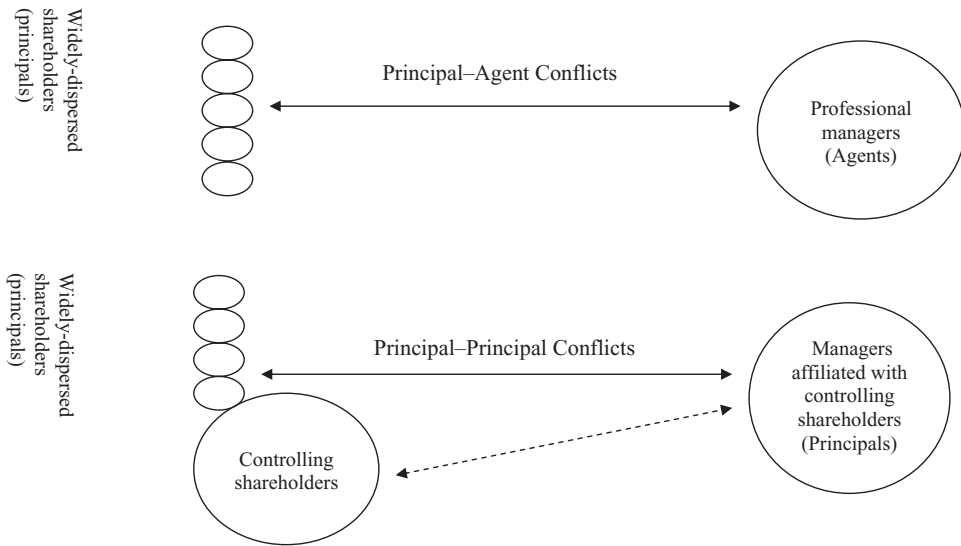 Widely-dispersed
shareholders
(principals)
Principal–Agent Conflicts
Professional
managers
(Agents)
Widely-dispersed
shareholders
(principals)
Principal–Principal Conflicts
Managers
affiliated with
controlling
shareholders
(Principals)
Controlling
shareholders